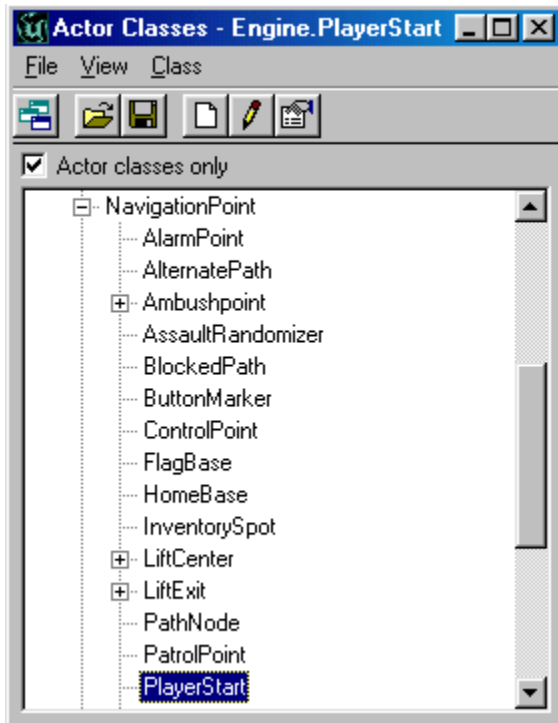 Actor Classes - Engine.PlayerStart
File View Class
Actor classes only
NavigationPoint
AlarmPoint
AlternatePath
Ambushpoint
AssaultRandomizer
BlockedPath
ButtonMarker
ControlPoint
FlagBase
HomeBase
InventorySpot
LiftCenter
LiftExit
PathNode
PatrolPoint
PlayerStart